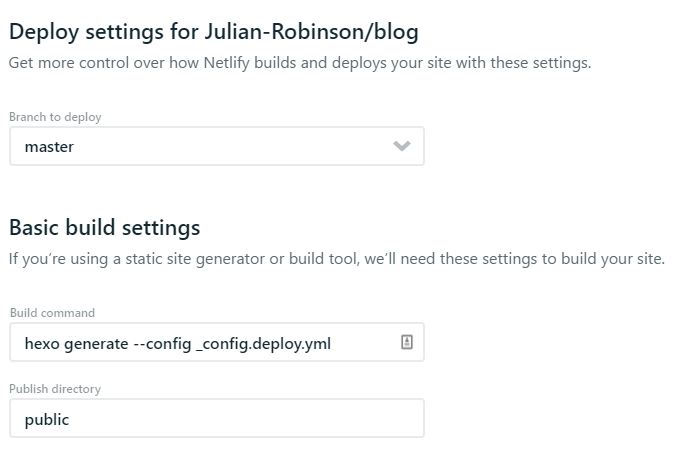 Deploy settings for Julian-Robinson/blog
Get more control over how Netlify builds and deploys your site with these settings.
Branch to deploy
master
Basic build settings
If you’re using a static site generator or build tool, we’ll need these settings to build your site.
Build command
hexo generate --config _config.deploy.yml
Publish directory
public